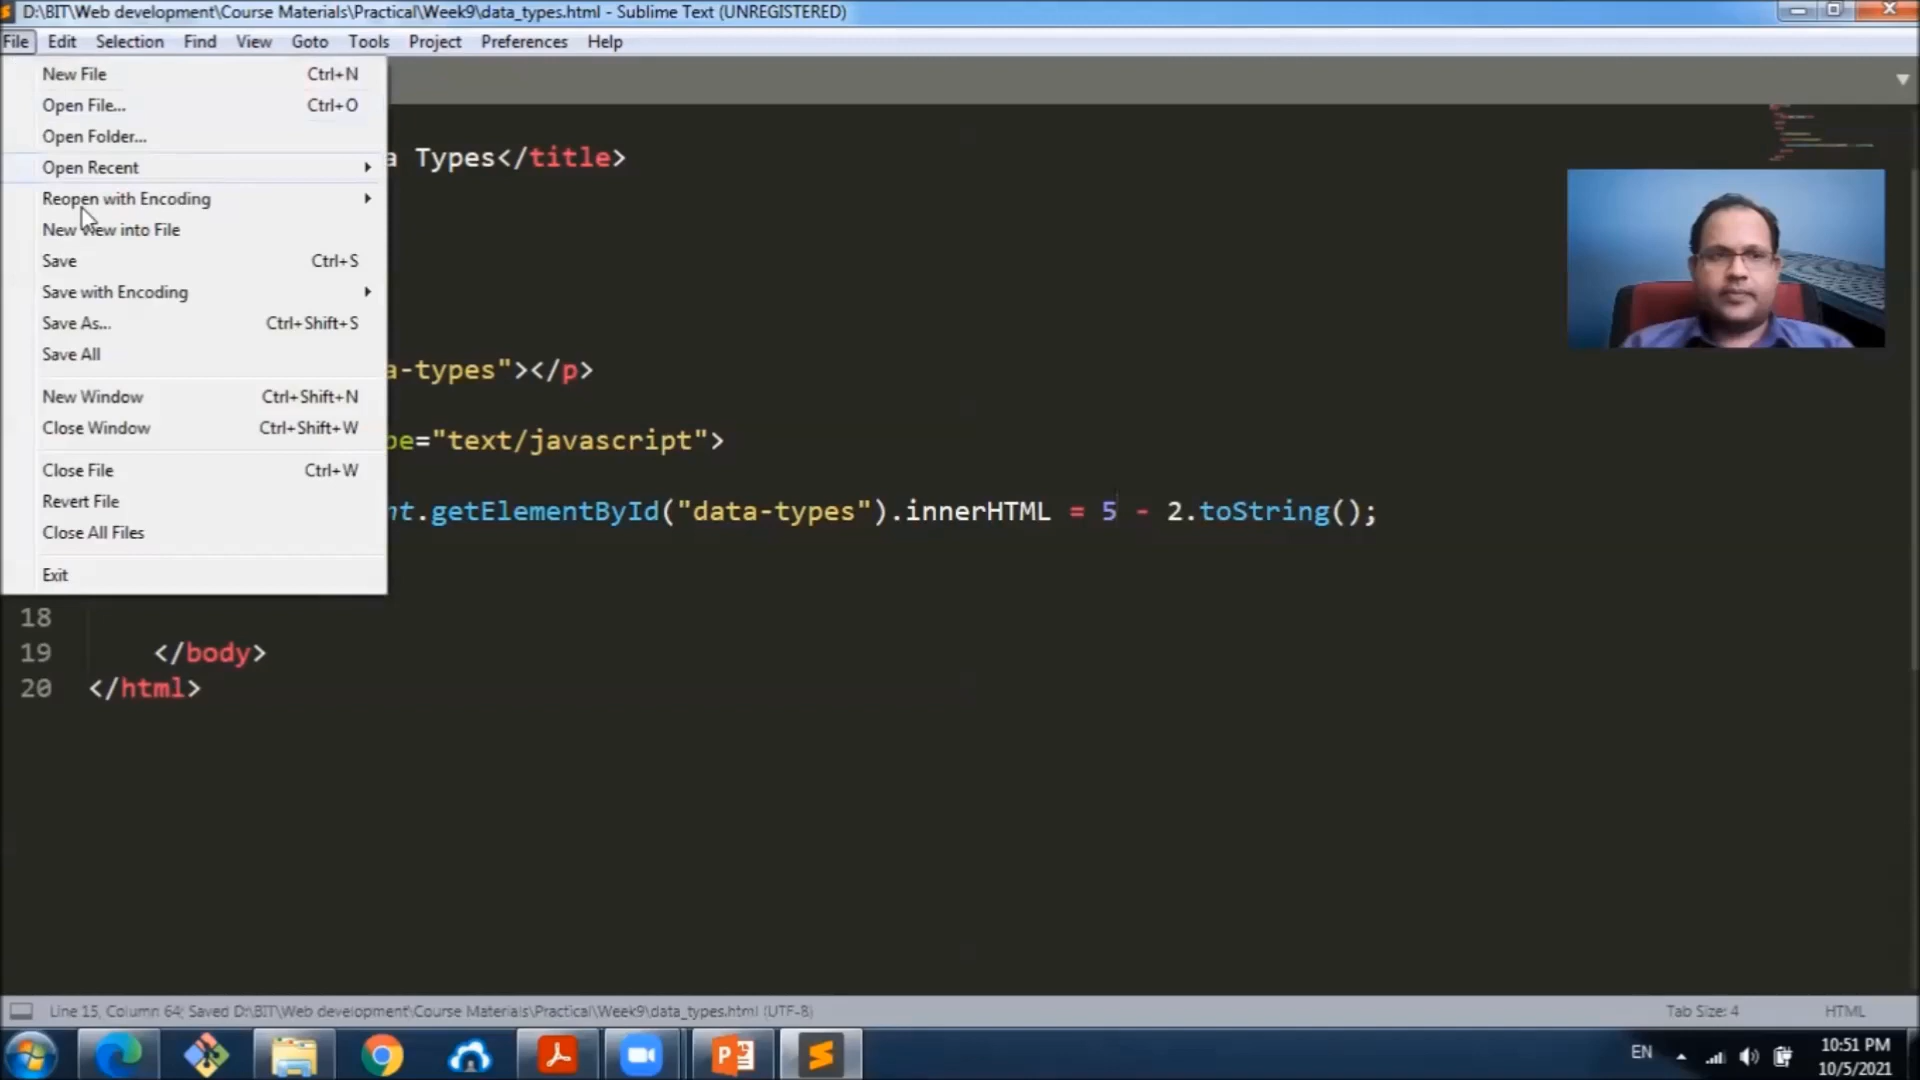 D:\BIT\Web development\Course Materials\Practical\Week9\data_types.html - Sublime Text (UNREGISTERED)
File Edit Selection Find View Goto Tools Project Preferences Help
New File Ctrl+N
Open File... Ctrl+O
Open Folder...
Open Recent
Reopen with Encoding
New View into File
Save Ctrl+S
Save with Encoding
Save As... Ctrl+Shift+S
Save All
New Window Ctrl+Shift+N
Close Window Ctrl+Shift+W
Close File Ctrl+W
Revert File
Close All Files
Exit
a Types</title>
a-types"></p>
pe="text/javascript">
nt.getElementById("data-types").innerHTML = 5 - 2.toString();
18
19 </body>
20 </html>
Line 15, Column 64; Saved D:\BIT\Web development\Course Materials\Practical\Week9\data_types.html (UTF-8) Tab Size: 4 HTML
EN 10:51 PM
10/5/2021